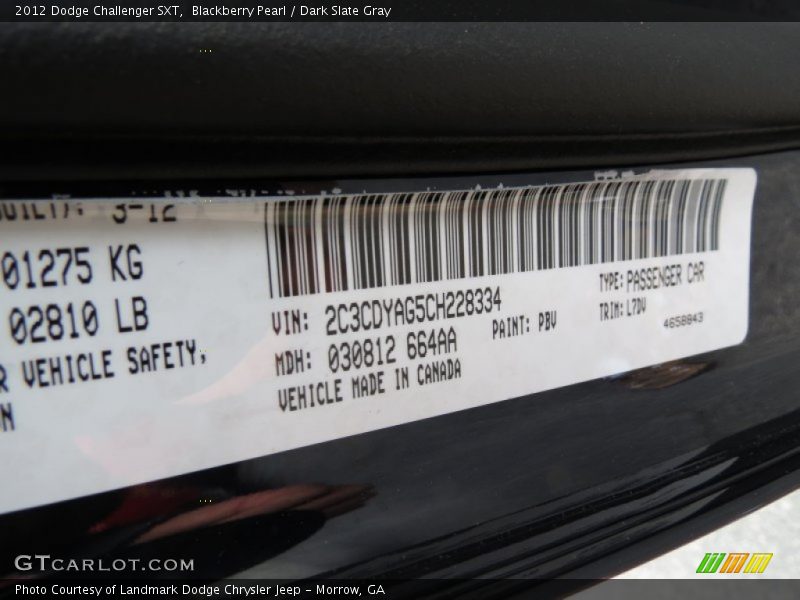 2012 Dodge Challenger SXT,  Blackberry Pearl / Dark Slate Gray
3-12
01275 KG
02810 LB
VEHICLE SAFETY,
VIN: 2C3CDYAG5CH228334
TYPE: PASSENGER CAR
MDH: 030812 664AA
PAINT: PBV
TRIM: L7DV
4658843
VEHICLE MADE IN CANADA
GTCARLOT.COM
Photo Courtesy of Landmark Dodge Chrysler Jeep - Morrow, GA